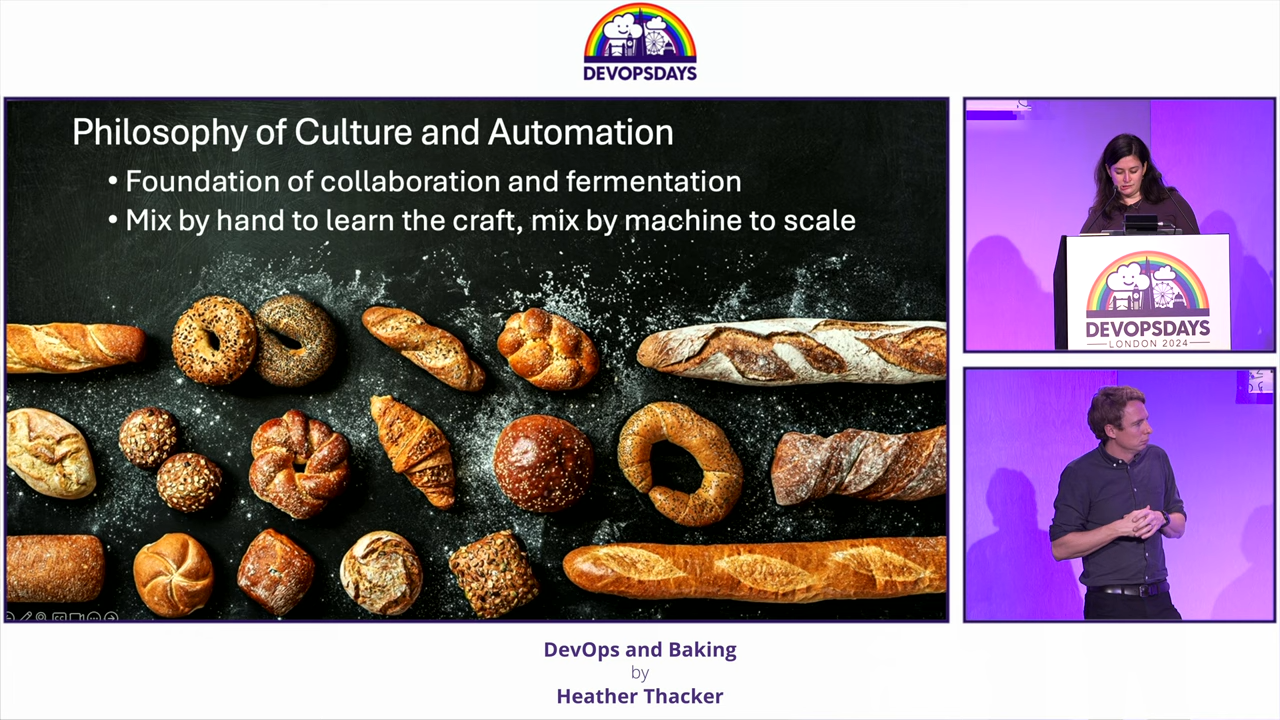 DEVOPSDAYS
Philosophy of Culture and Automation
• Foundation of collaboration and fermentation
• Mix by hand to learn the craft, mix by machine to scale
DEVOPSDAYS
LONDON 2024
DevOps and Baking
by
Heather Thacker